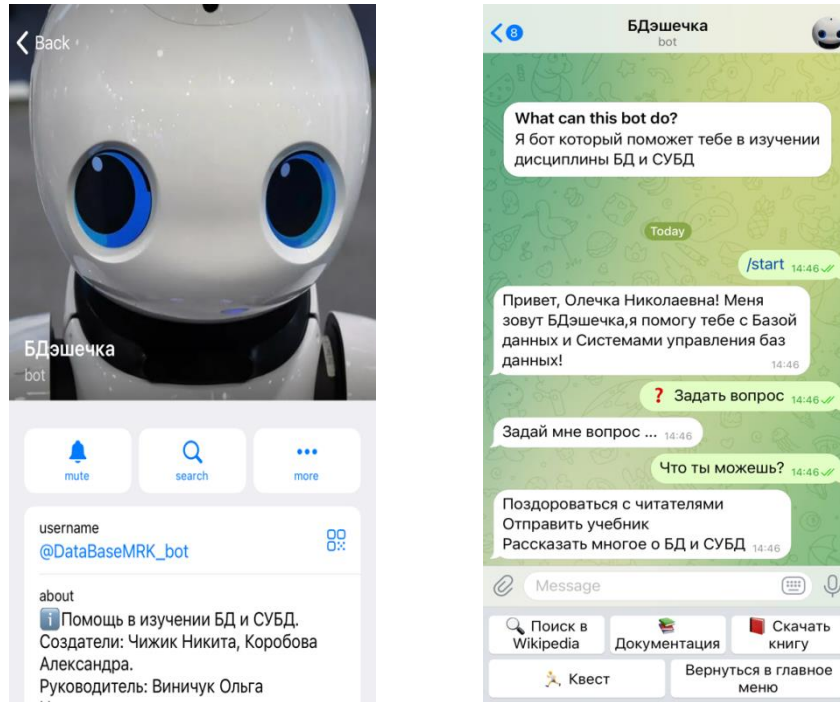 Back
БДэшечка
bot
mute
search
more
username
@DataBaseMRK_bot
about
ℹ️Помощь в изучении БД и СУБД.
Создатели: Чижик Никита, Коробова
Александра.
Руководитель: Виничук Ольга
8
БДэшечка
bot
What can this bot do?
Я бот который поможет тебе в изучении
дисциплины БД и СУБД
Today
/start 14:46
Привет, Олечка Николаевна! Меня
зовут БДэшечка,я помогу тебе с Базой
данных и Системами управления баз
данных! 14:46
❓ Задать вопрос 14:46
Задай мне вопрос ... 14:46
Что ты можешь? 14:46
Поздороваться с читателями
Отправить учебник
Рассказать многое о БД и СУБД 14:46
Message
Поиск в
Wikipedia
Документация
Скачать
книгу
Квест
Вернуться в главное
меню